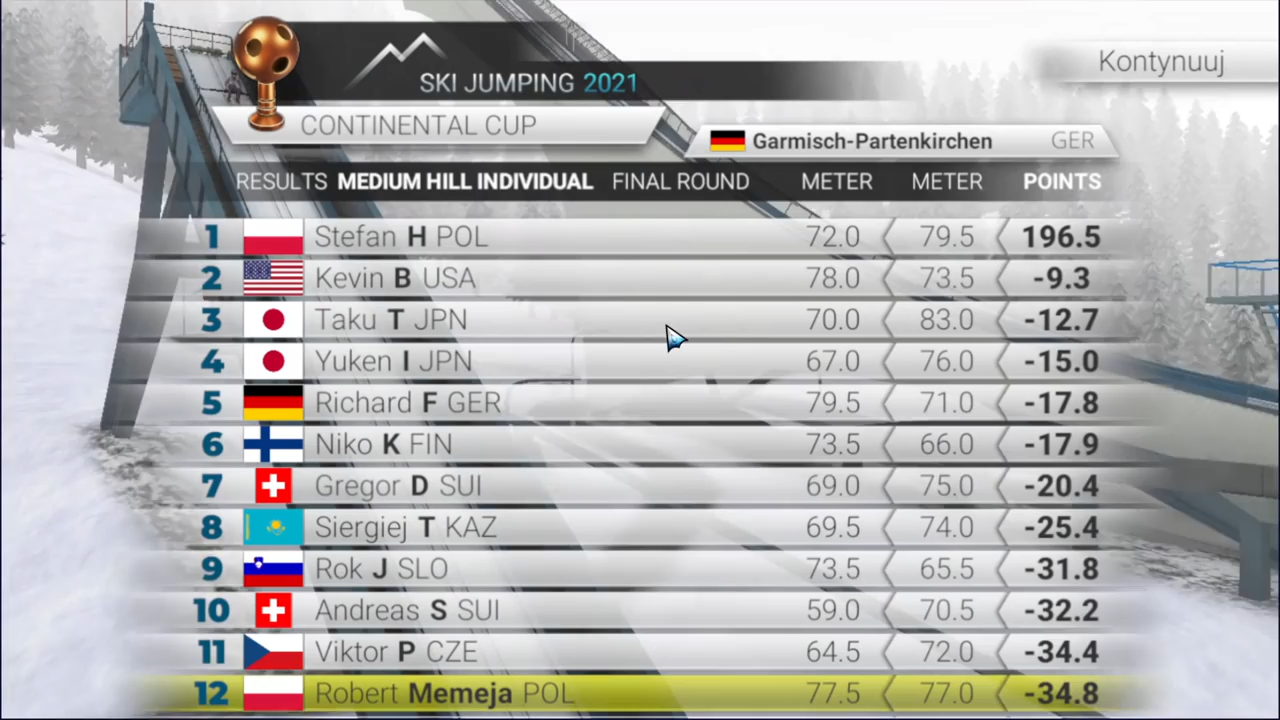 SKI JUMPING 2021
Kontynuuj
CONTINENTAL CUP
Garmisch-Partenkirchen GER
RESULTS MEDIUM HILL INDIVIDUAL FINAL ROUND METER METER POINTS
1 Stefan H POL 72.0 79.5 196.5
2 Kevin B USA 78.0 73.5 -9.3
3 Taku T JPN 70.0 83.0 -12.7
4 Yuken I JPN 67.0 76.0 -15.0
5 Richard F GER 79.5 71.0 -17.8
6 Niko K FIN 73.5 66.0 -17.9
7 Gregor D SUI 69.0 75.0 -20.4
8 Siergiej T KAZ 69.5 74.0 -25.4
9 Rok J SLO 73.5 65.5 -31.8
10 Andreas S SUI 59.0 70.5 -32.2
11 Viktor P CZE 64.5 72.0 -34.4
12 Robert Memeja POL 77.5 77.0 -34.8